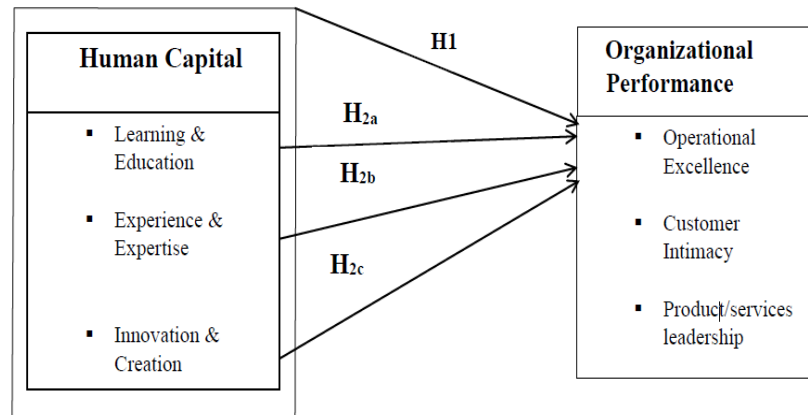 Human Capital
▪ Learning &
Education
▪ Experience &
Expertise
▪ Innovation &
Creation
H1
H2a
H2b
H2c
Organizational
Performance
▪ Operational
Excellence
▪ Customer
Intimacy
▪ Product/services
leadership